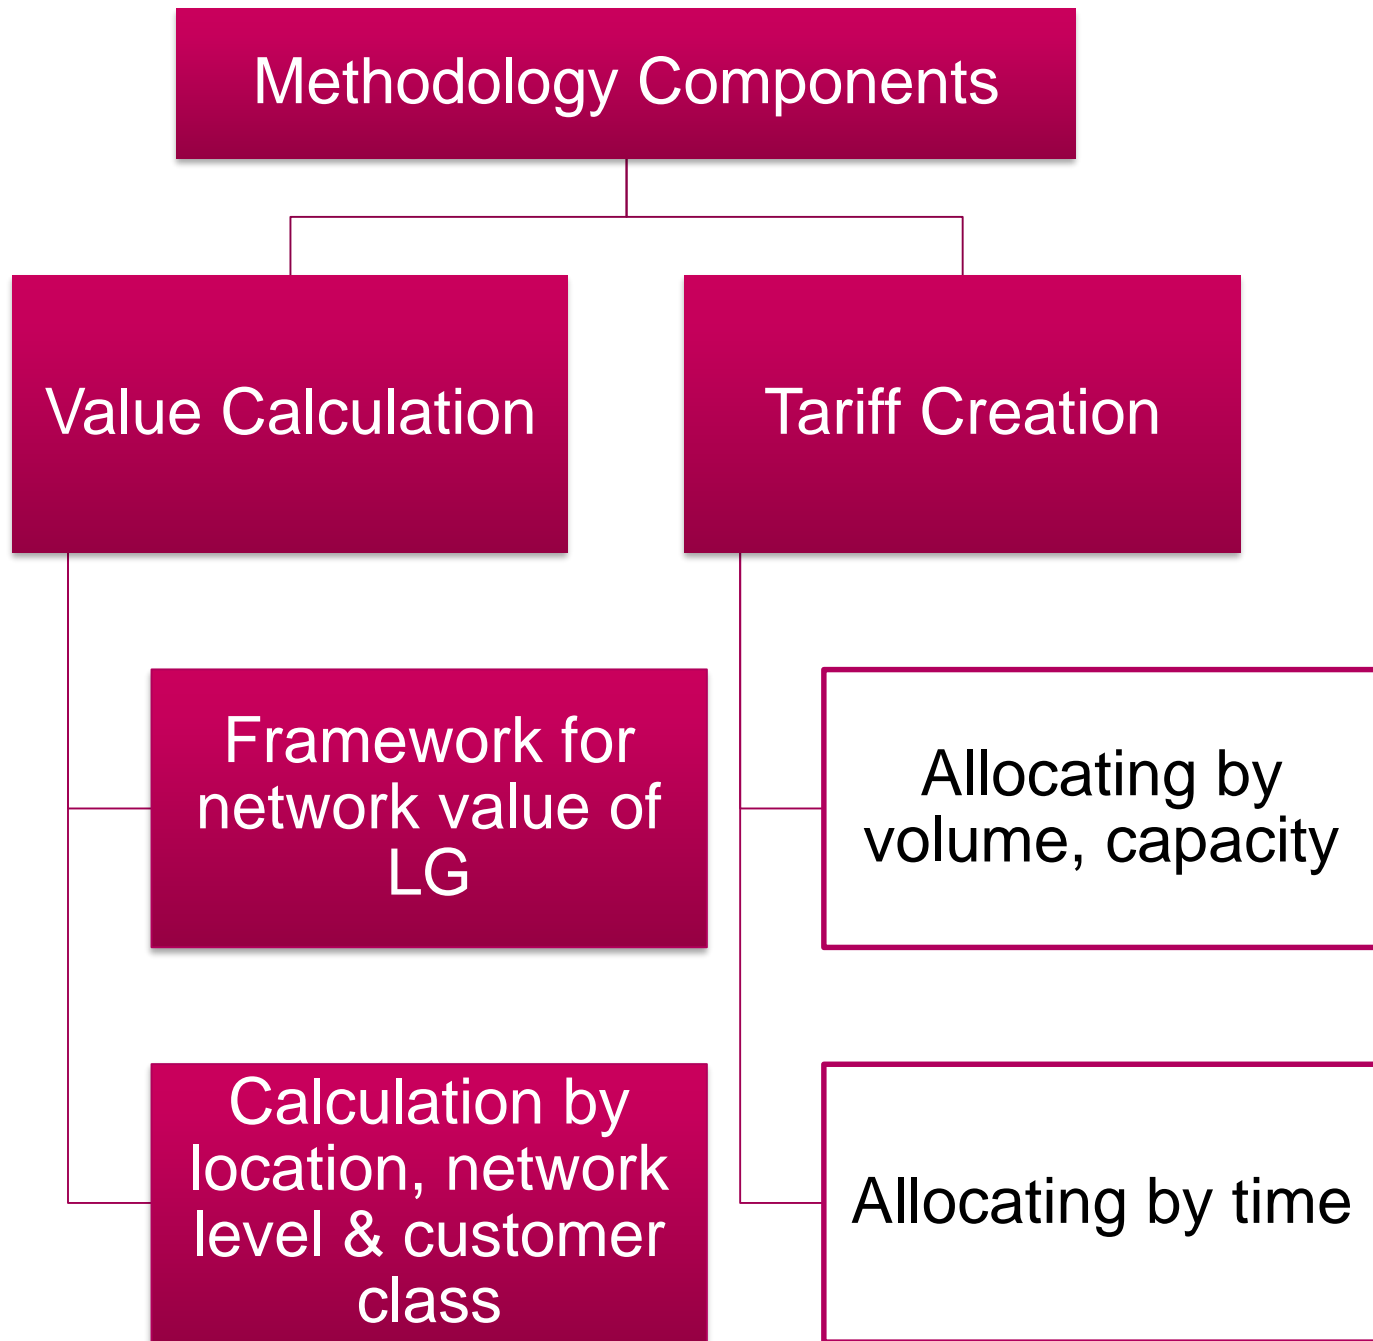 Methodology Components
Value Calculation
Tariff Creation
Framework for
network value of
LG
Allocating by
volume, capacity
Calculation by
location, network
level & customer
class
Allocating by time